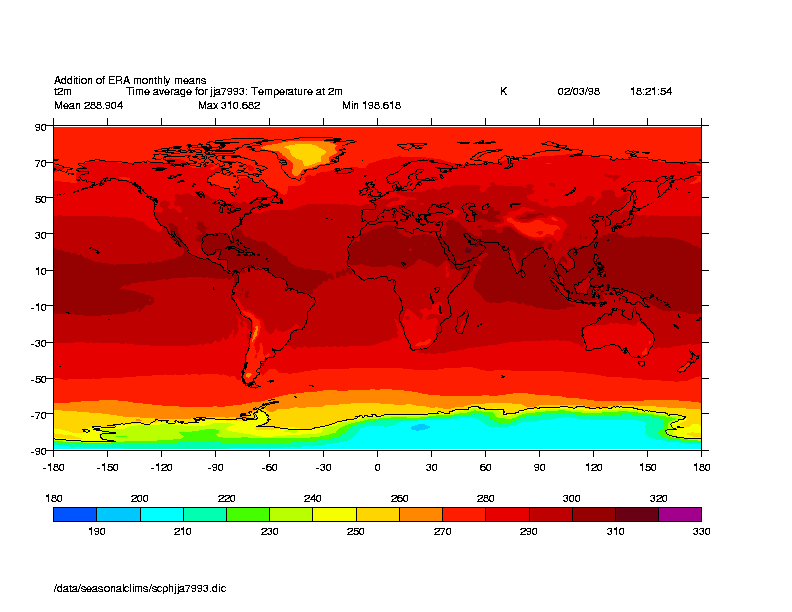 Addition of ERA monthly means
t2m Time average for jja7993: Temperature at 2m K 02/03/98 18:21:54
Mean 288.904 Max 310.682 Min 198.618
90
70
50
30
10
-10
-30
-50
-70
-90
-180 -150 -120 -90 -60 -30 0 30 60 90 120 150 180
180 200 220 240 260 280 300 320
190 210 230 250 270 290 310 330
/data/seasonalclims/scphjja7993.dic